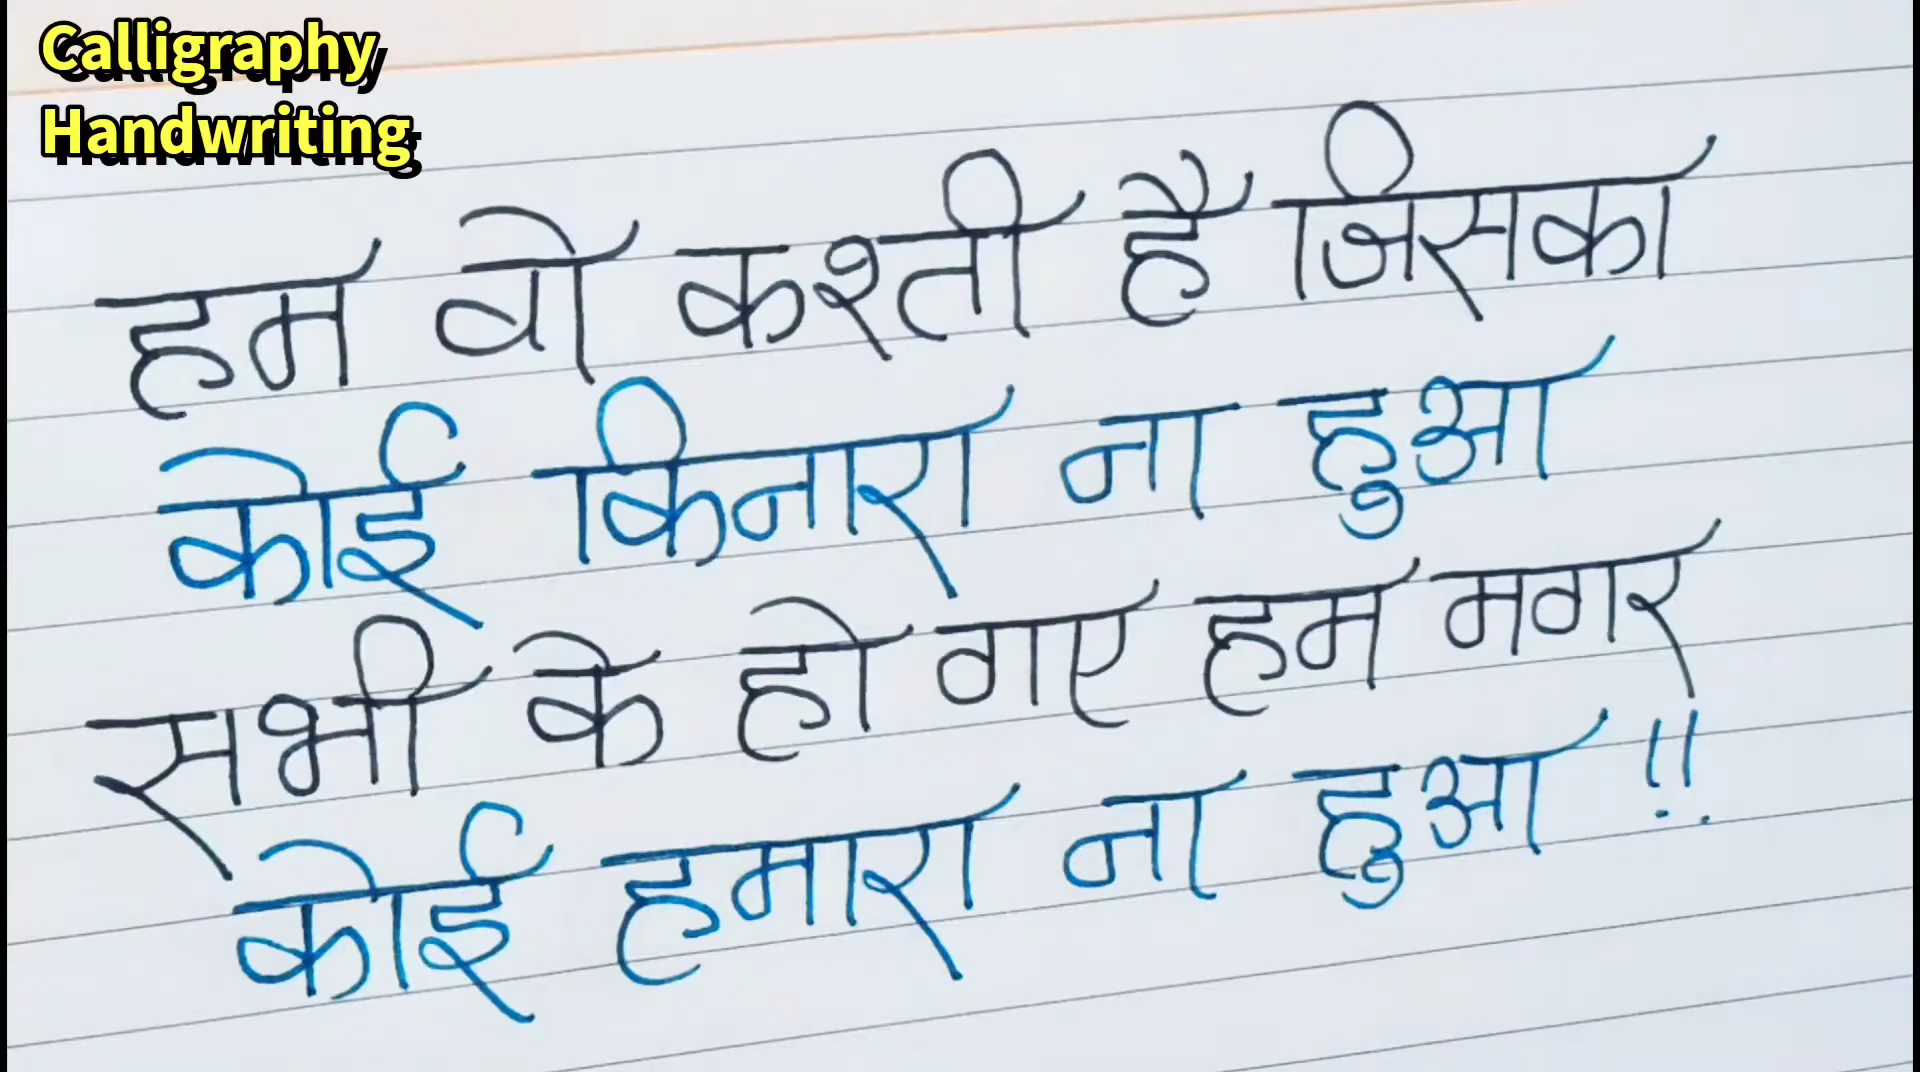 Calligraphy
Handwriting
हम वो कश्ती है जिसका
कोई किनारा ना हुआ
सभी के हो गए हम मगर
कोई हमारा ना हुआ !!